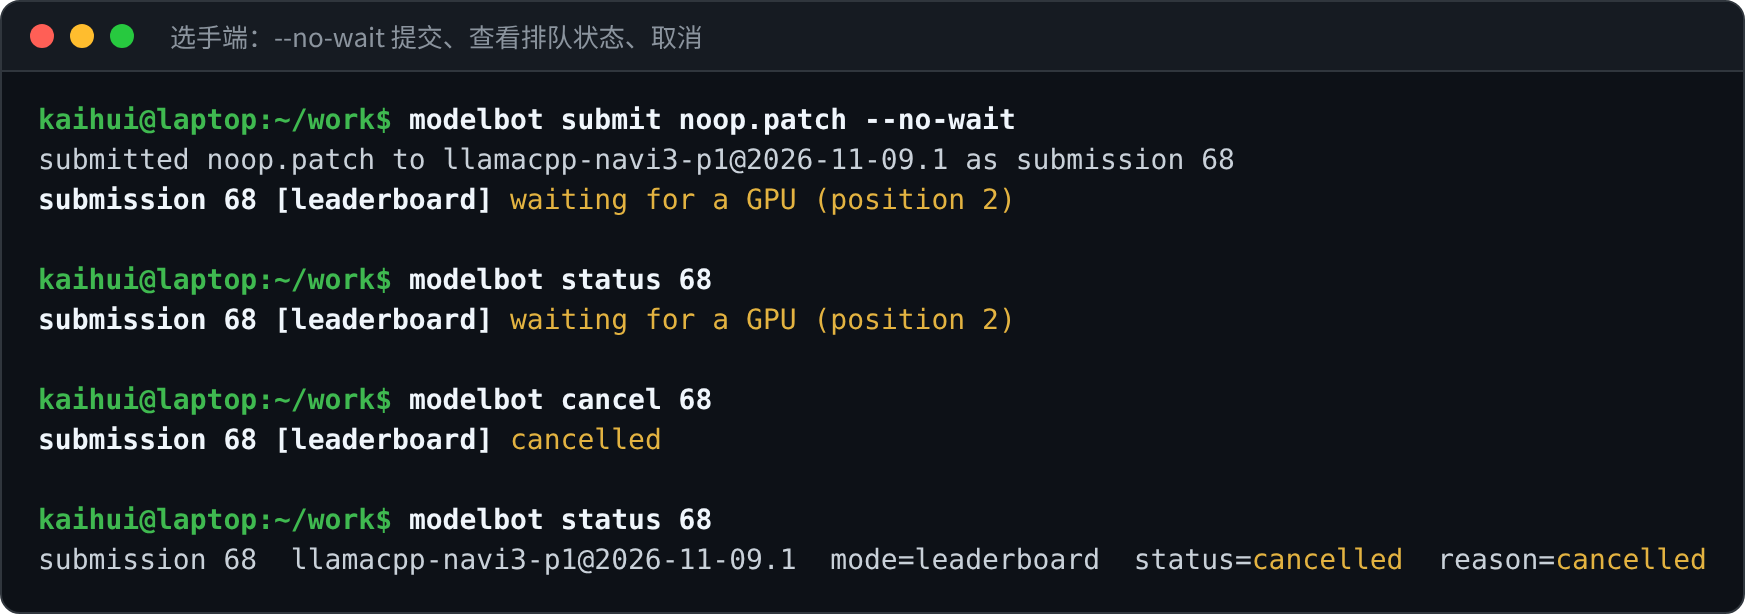 选手端：--no-wait 提交、查看排队状态、取消
kaihui@laptop:~/work$ modelbot submit noop.patch --no-wait
submitted noop.patch to llamacpp-navi3-p1@2026-11-09.1 as submission 68
submission 68 [leaderboard] waiting for a GPU (position 2)
kaihui@laptop:~/work$ modelbot status 68
submission 68 [leaderboard] waiting for a GPU (position 2)
kaihui@laptop:~/work$ modelbot cancel 68
submission 68 [leaderboard] cancelled
kaihui@laptop:~/work$ modelbot status 68
submission 68  llamacpp-navi3-p1@2026-11-09.1  mode=leaderboard  status=cancelled  reason=cancelled